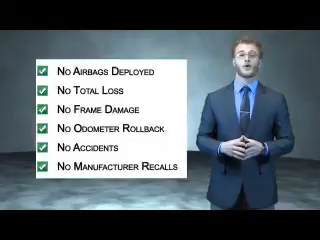 No Airbags Deployed
No Total Loss
No Frame Damage
No Odometer Rollback
No Accidents
No Manufacturer Recalls